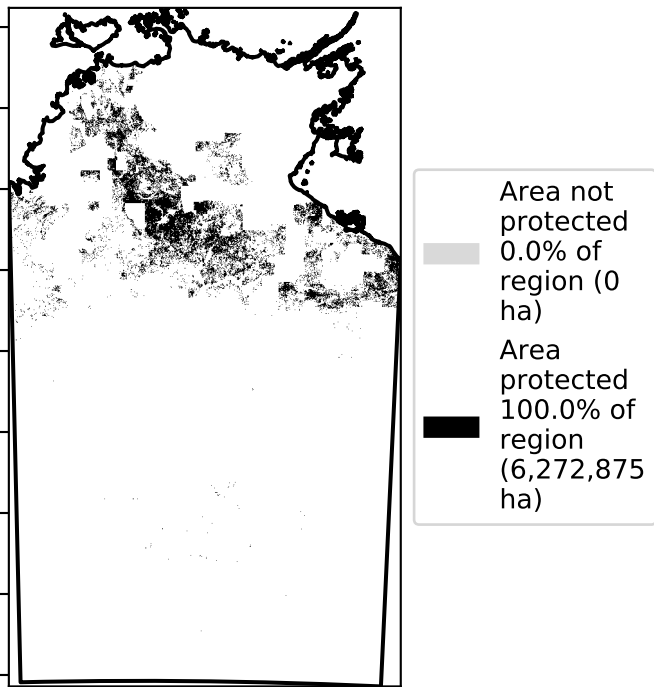 Area not
protected
0.0% of
region (0
ha)
Area
protected
100.0% of
region
(6,272,875
ha)